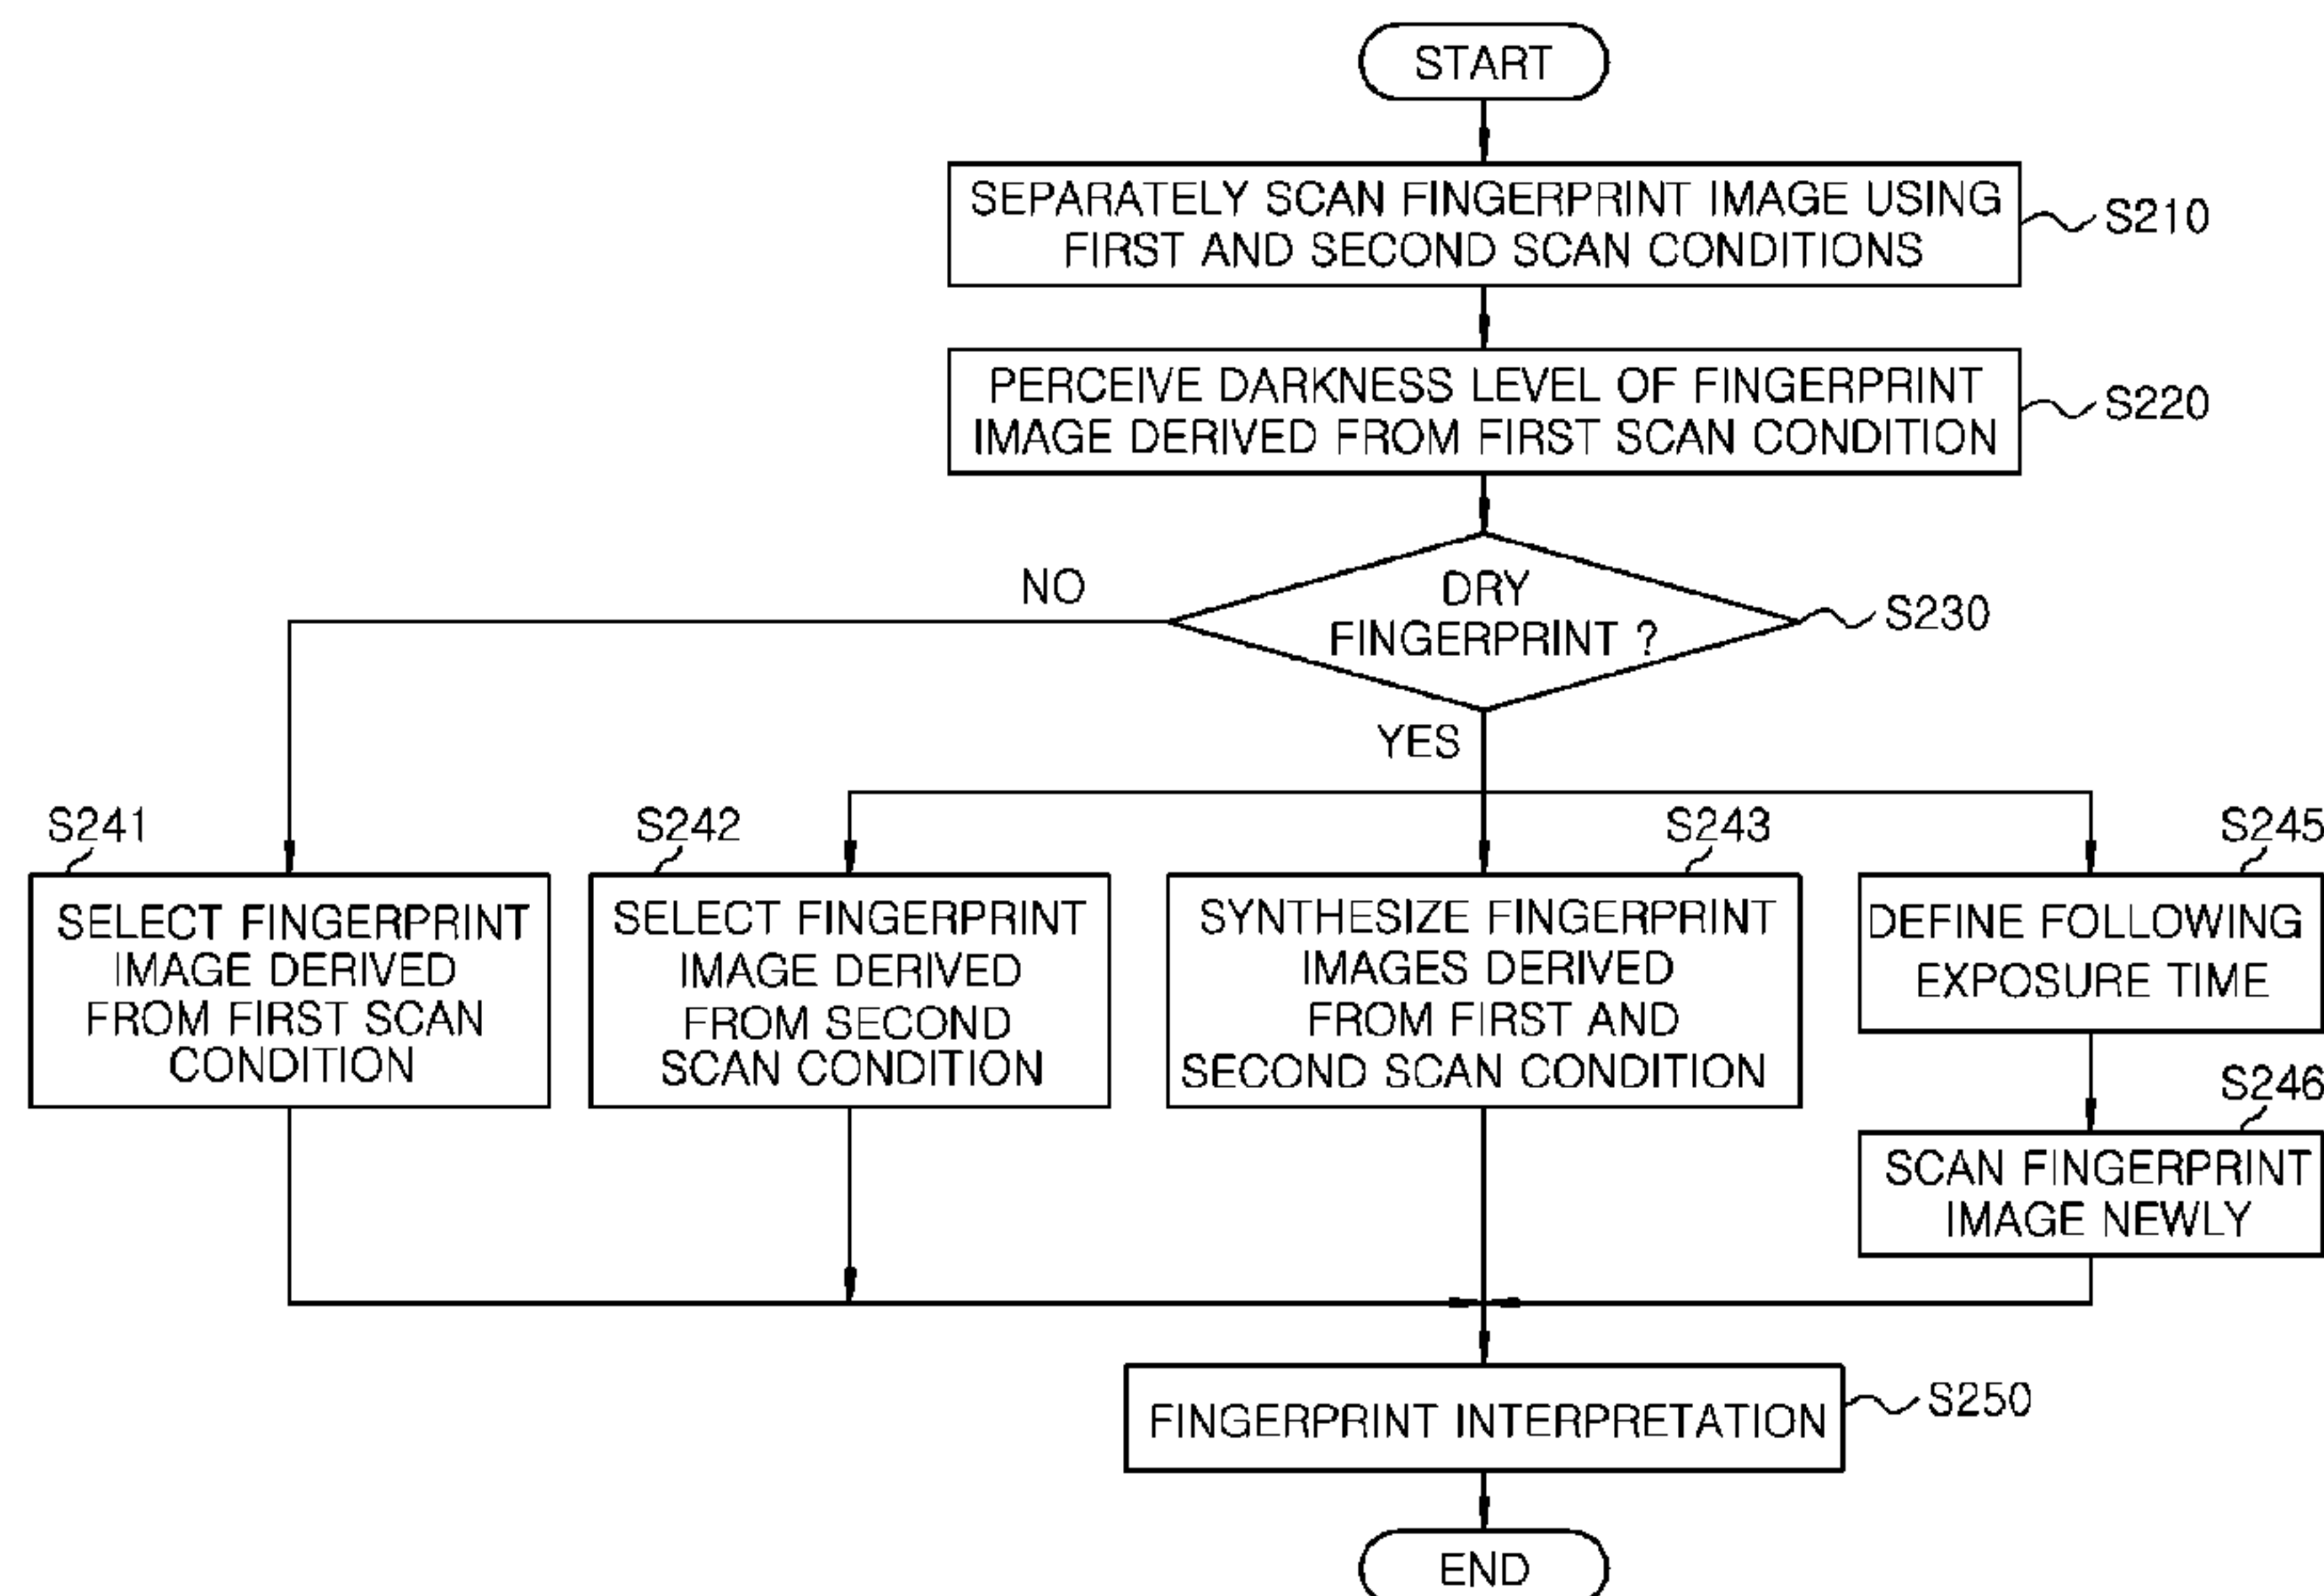 START
SEPARATELY SCAN FINGERPRINT IMAGE USING
FIRST AND SECOND SCAN CONDITIONS
S210
PERCEIVE DARKNESS LEVEL OF FINGERPRINT
IMAGE DERIVED FROM FIRST SCAN CONDITION
S220
NO
DRY
FINGERPRINT ?
S230
YES
S241
SELECT FINGERPRINT
IMAGE DERIVED
FROM FIRST SCAN
CONDITION
S242
SELECT FINGERPRINT
IMAGE DERIVED
FROM SECOND
SCAN CONDITION
S243
SYNTHESIZE FINGERPRINT
IMAGES DERIVED
FROM FIRST AND
SECOND SCAN CONDITION
S245
DEFINE FOLLOWING
EXPOSURE TIME
S246
SCAN FINGERPRINT
IMAGE NEWLY
FINGERPRINT INTERPRETATION
S250
END